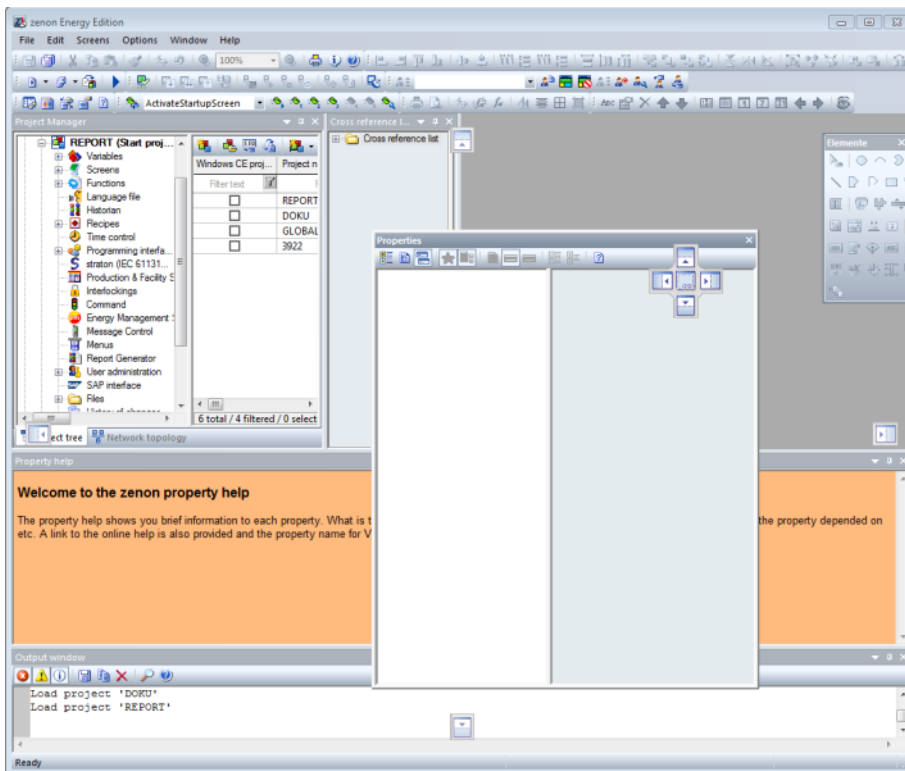 zenon Energy Edition
File Edit Screens Options Window Help
100%
ActivateStartupScreen
Project Manager
Cross reference l...
REPORT (Start proj...
Variables
Screens
Functions
Language file
Historian
Recipes
Time control
Programming interfa...
straton (IEC 61131...
Production & Facility S
Interlockings
Command
Energy Management
Message Control
Menus
Report Generator
User administration
SAP interface
Files
Windows CE proj... Project n
Filter text
REPORT
DOKU
GLOBAL
3922
6 total / 4 filtered / 0 select
ect tree Network topology
Cross reference list
Elemente
Properties
Property help
Welcome to the zenon property help
The property help shows you brief information to each property. What is t
the property depended on
etc. A link to the online help is also provided and the property name for V
Output window
Load project 'DOKU'
Load project 'REPORT'
Ready